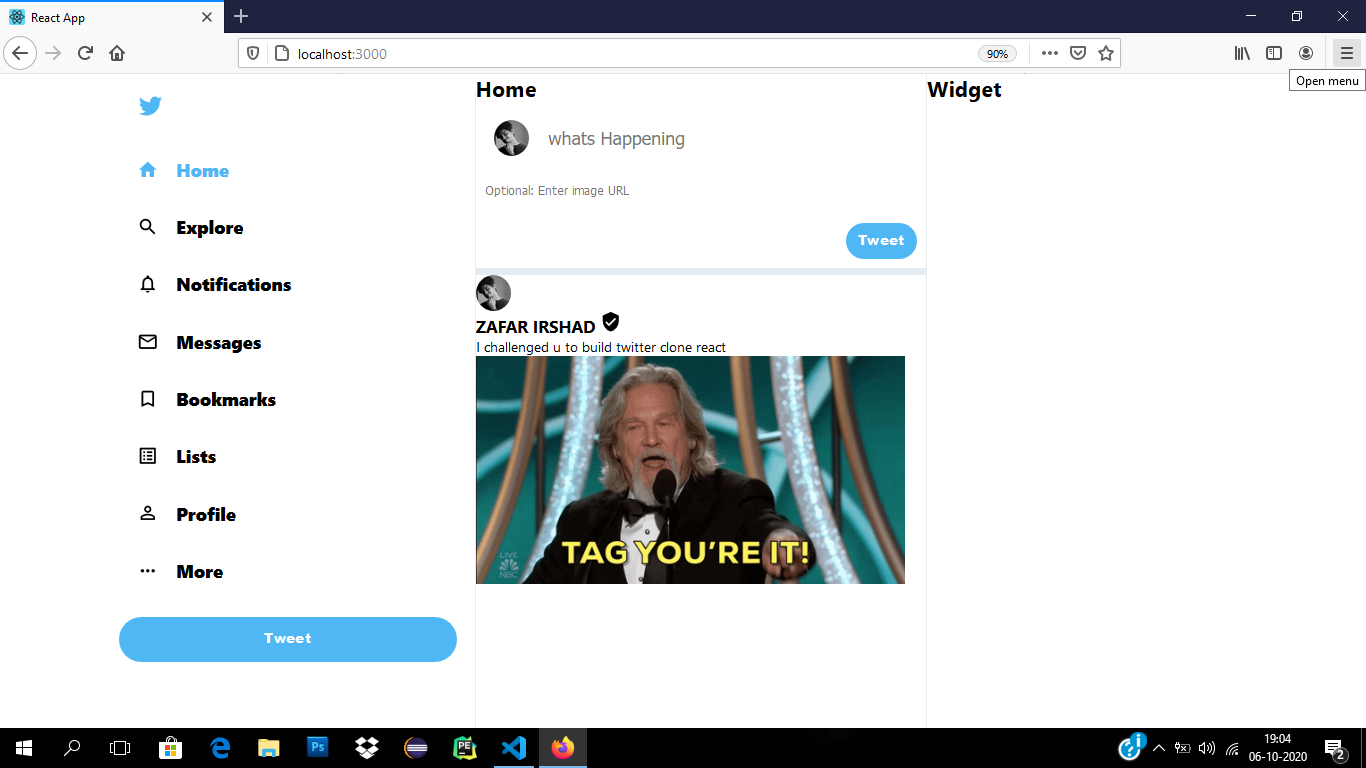 React App
localhost:3000
90%
Open menu
Home
Explore
Notifications
Messages
Bookmarks
Lists
Profile
More
Tweet
Home
whats Happening
Optional: Enter image URL
Tweet
ZAFAR IRSHAD
I challenged u to build twitter clone react
LIVE
NBC
TAG YOU'RE IT!
Widget
Ps
PE
19:04
06-10-2020
2